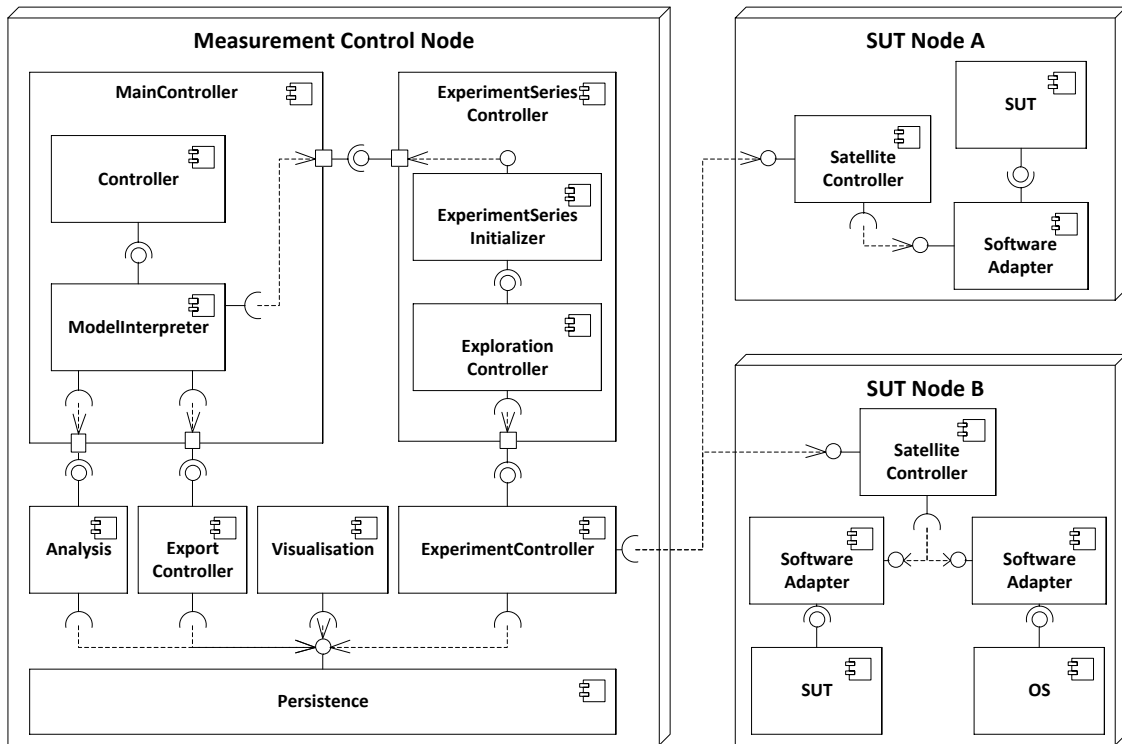 Measurement Control Node
MainController
Controller
ModelInterpreter
ExperimentSeries
Controller
ExperimentSeries
Initializer
Exploration
Controller
Analysis
Export
Controller
Visualisation
ExperimentController
Persistence
SUT Node A
SUT
Satellite
Controller
Software
Adapter
SUT Node B
Satellite
Controller
Software
Adapter
Software
Adapter
SUT
OS